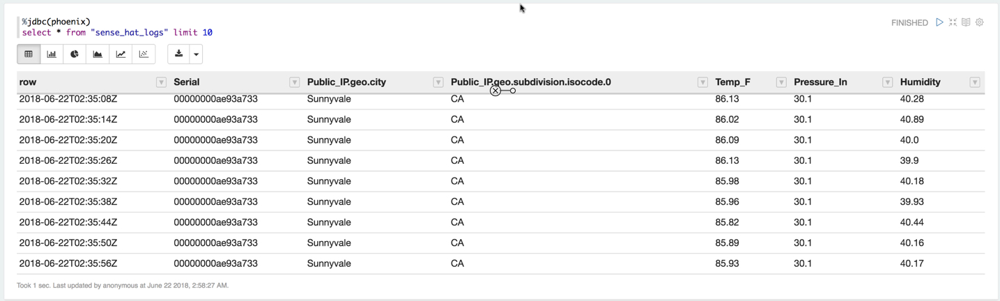 %jdbc(phoenix)
FINISHED
select * from "sense_hat_logs" limit 10
row Serial Public_IP.geo.city Public_IP.geo.subdivision.isocode.0 Temp_F Pressure_In Humidity
2018-06-22T02:35:08Z 00000000ae93a733 Sunnyvale CA 86.13 30.1 40.28
2018-06-22T02:35:14Z 00000000ae93a733 Sunnyvale CA 86.02 30.1 40.89
2018-06-22T02:35:20Z 00000000ae93a733 Sunnyvale CA 86.09 30.1 40.0
2018-06-22T02:35:26Z 00000000ae93a733 Sunnyvale CA 86.13 30.1 39.9
2018-06-22T02:35:32Z 00000000ae93a733 Sunnyvale CA 85.98 30.1 40.18
2018-06-22T02:35:38Z 00000000ae93a733 Sunnyvale CA 85.96 30.1 39.93
2018-06-22T02:35:44Z 00000000ae93a733 Sunnyvale CA 85.82 30.1 40.44
2018-06-22T02:35:50Z 00000000ae93a733 Sunnyvale CA 85.89 30.1 40.16
2018-06-22T02:35:56Z 00000000ae93a733 Sunnyvale CA 85.93 30.1 40.17
Took 1 sec. Last updated by anonymous at June 22 2018, 2:58:27 AM.